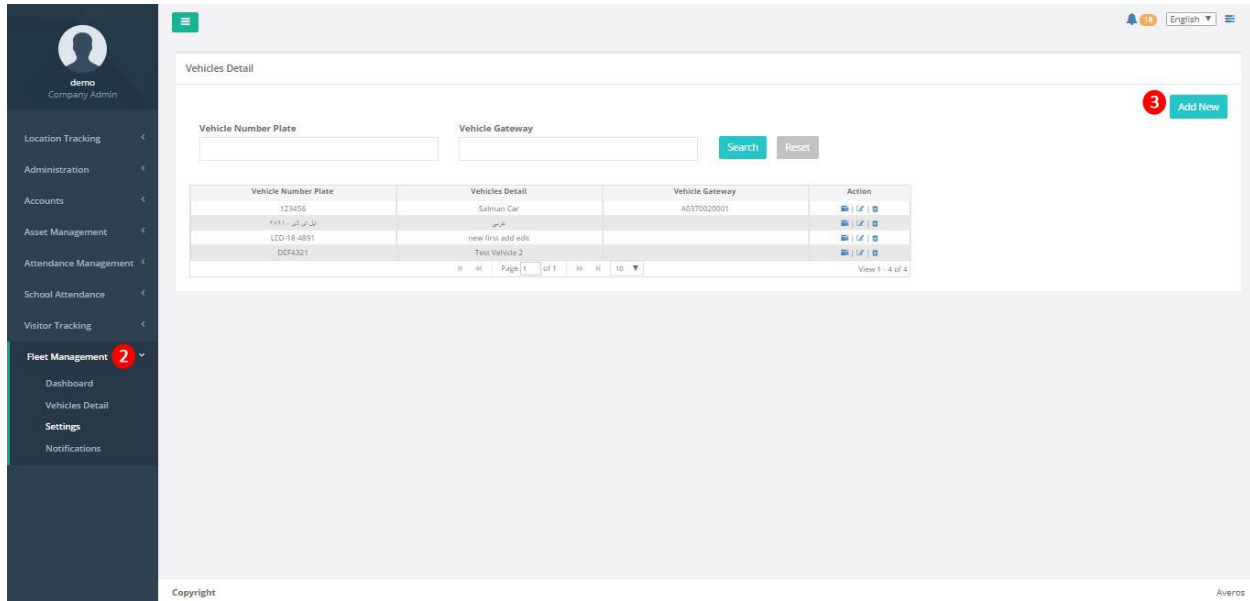 18 English
demo
Company Admin
Location Tracking
Administration
Accounts
Asset Management
Attendance Management
School Attendance
Visitor Tracking
Fleet Management 2
Dashboard
Vehicles Detail
Settings
Notifications
Vehicles Detail
3 Add New
Vehicle Number Plate Vehicle Gateway
Search Reset
Vehicle Number Plate Vehicles Detail Vehicle Gateway Action
123456 Salman Car A0370020001
عربي
LED-18-4891 new first add edit
DEF4321 Test Vehicle 2
Page 1 of 1 10 View 1 - 4 of 4
Copyright Averos